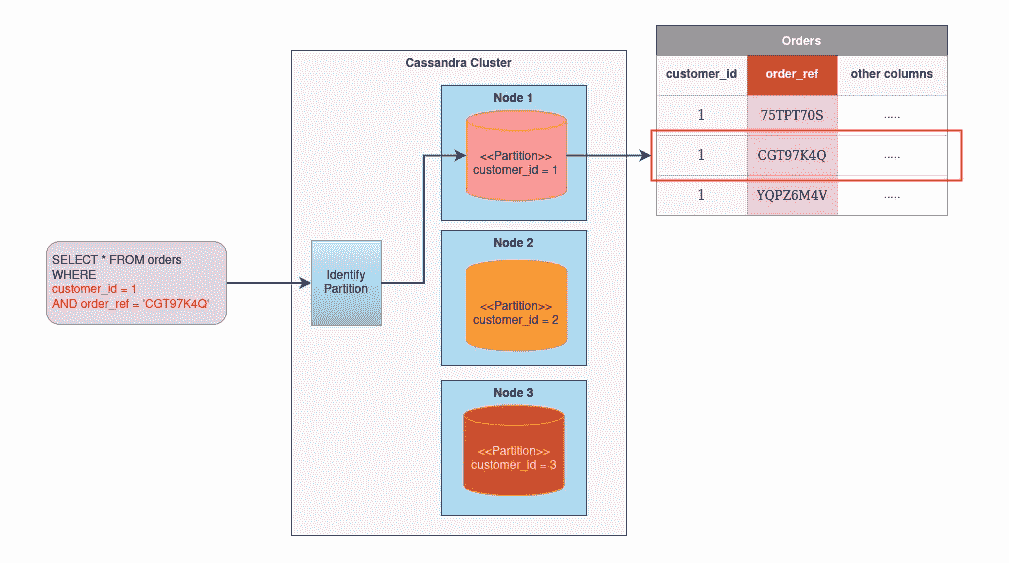 SELECT * FROM orders
WHERE
customer_id = 1
AND order_ref = 'CGT97K4Q'
Cassandra Cluster
Identify
Partition
Node 1
<<Partition>>
customer_id = 1
Node 2
<<Partition>>
customer_id = 2
Node 3
<<Partition>>
customer_id = 3
Orders
customer_id order_ref other columns
1 75TPT70S .....
1 CGT97K4Q .....
1 YQPZ6M4V .....